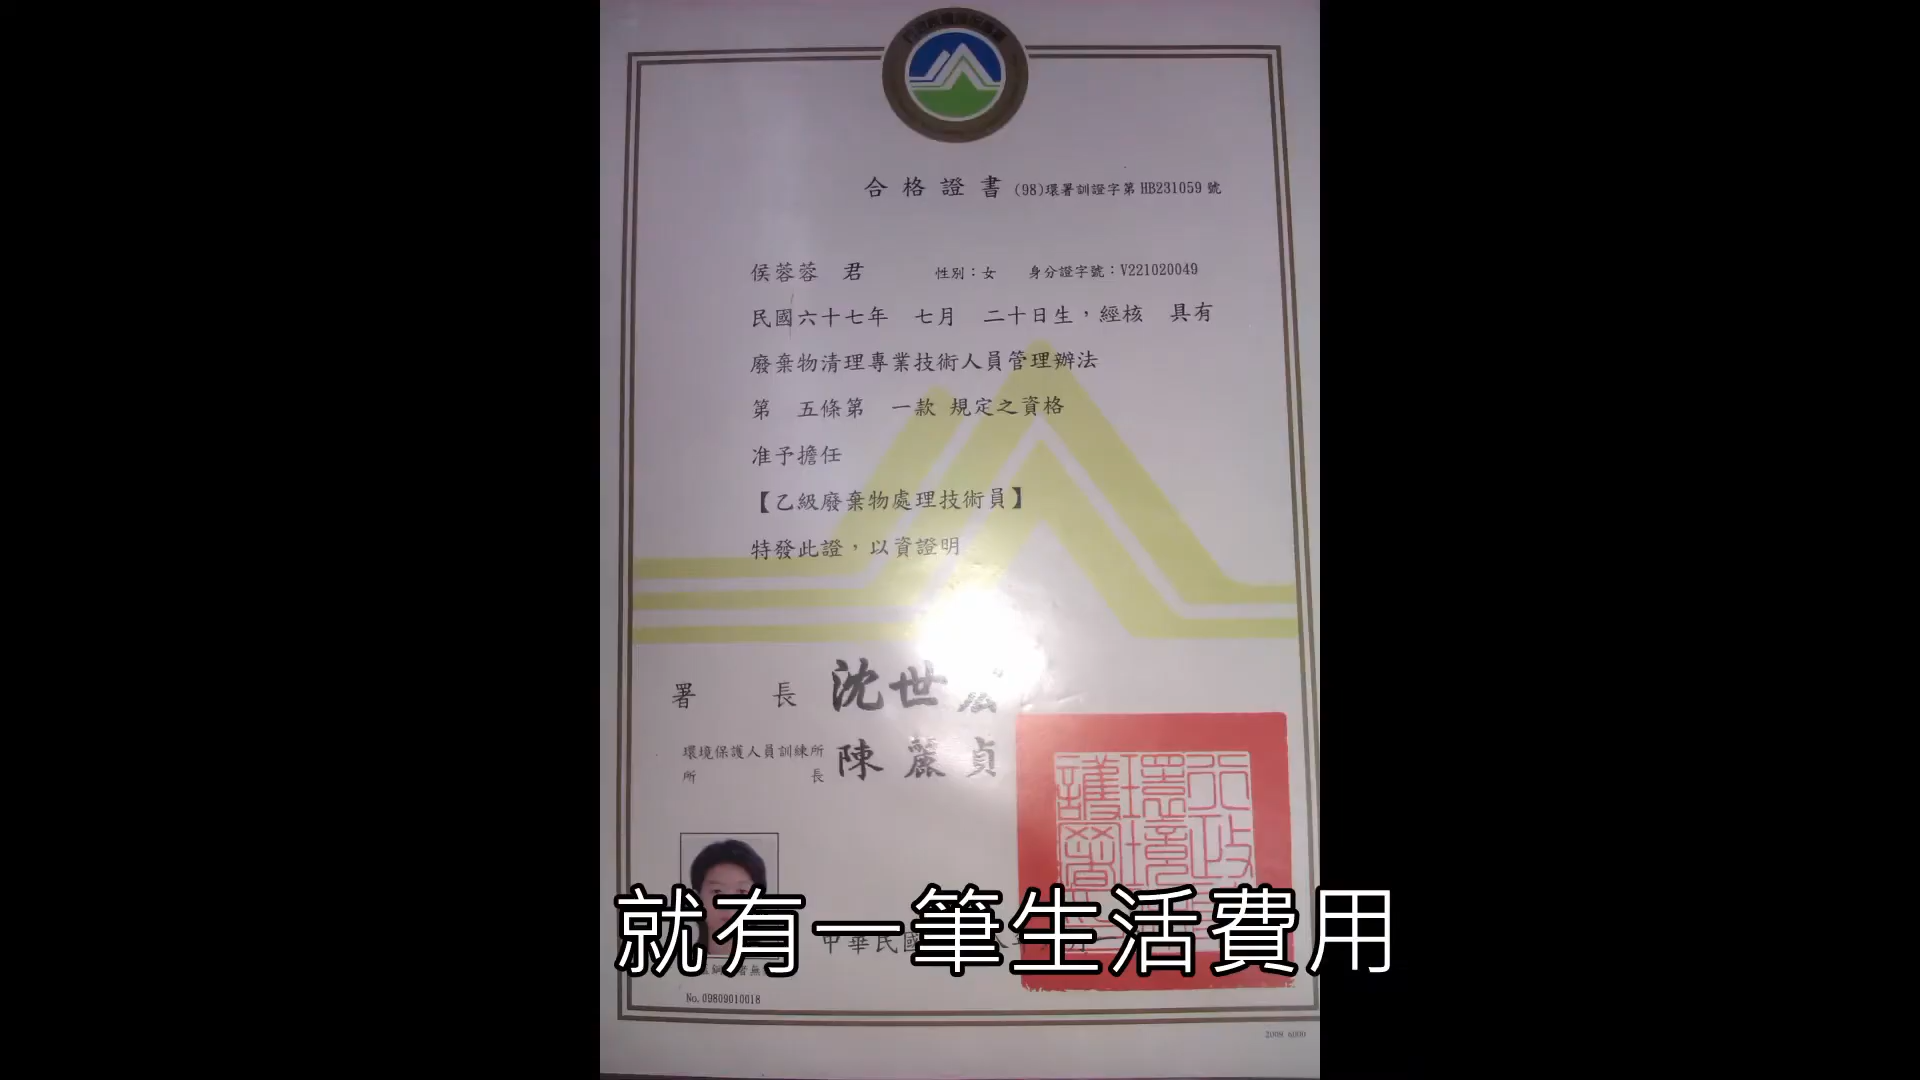 合格證書 (98)環署訓證字第HB231059號
侯蓉蓉 君 性別：女 身分證字號：V221020049
民國六十七年 七月 二十日生，經核 具有
廢棄物清理專業技術人員管理辦法
第 五條第 一款 規定之資格
准予擔任
【乙級廢棄物處理技術員】
特發此證，以資證明
署 長 沈世宏
環境保護人員訓練所
所 長 陳麗貞
就有一筆生活費用
中華民國
No.09809010018